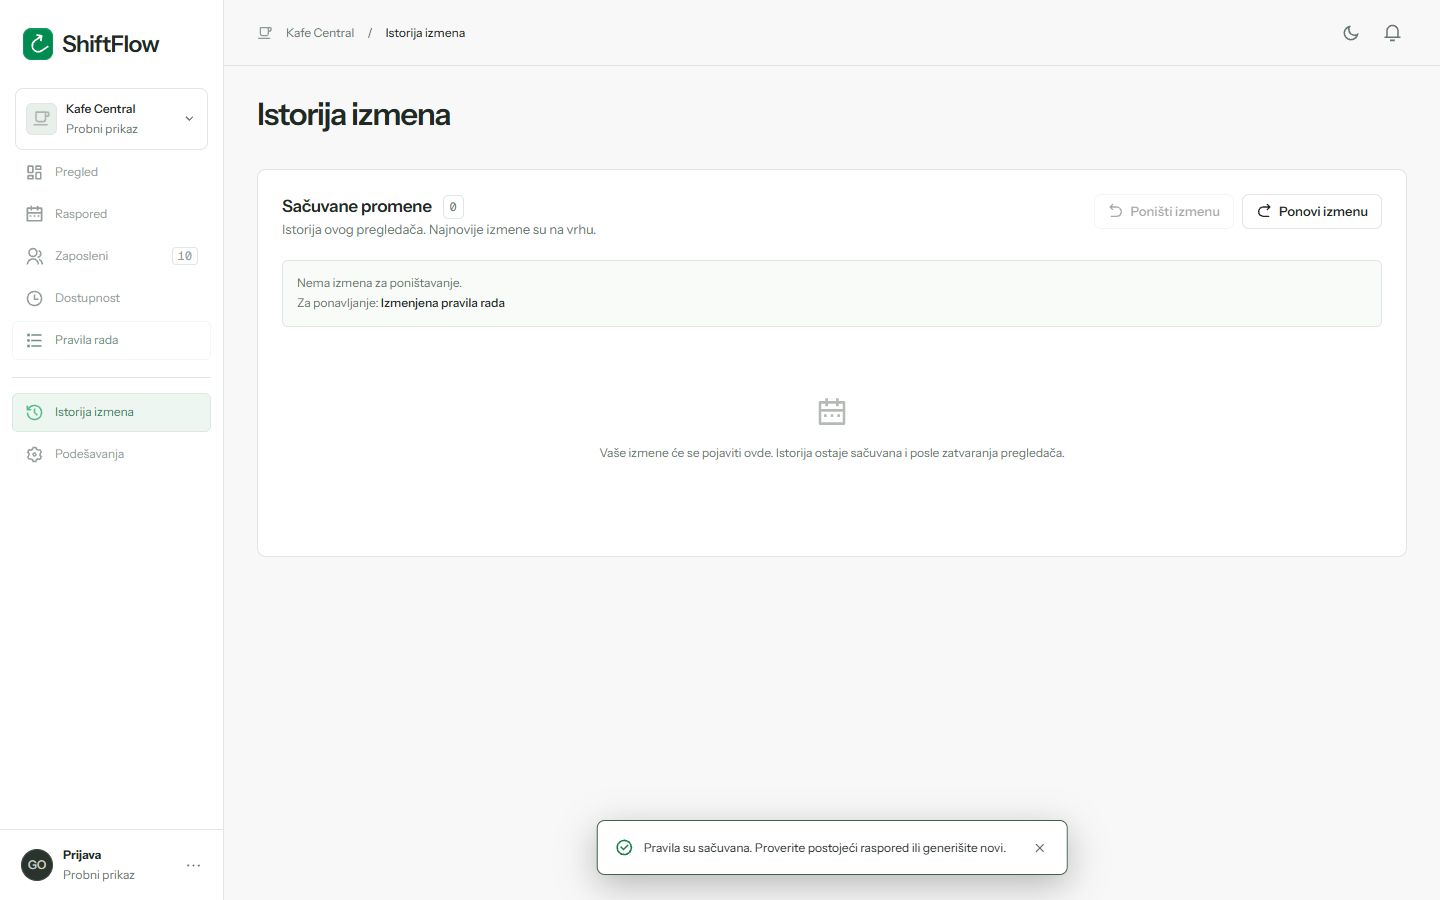 ShiftFlow
Kafe Central
Probni prikaz
Pregled
Raspored
Zaposleni 10
Dostupnost
Pravila rada
Istorija izmena
Podešavanja
GO
Prijava
Probni prikaz
Kafe Central / Istorija izmena
Istorija izmena
Sačuvane promene 0
Istorija ovog pregledača. Najnovije izmene su na vrhu.
Poništi izmenu
Ponovi izmenu
Nema izmena za poništavanje.
Za ponavljanje: Izmenjena pravila rada
Vaše izmene će se pojaviti ovde. Istorija ostaje sačuvana i posle zatvaranja pregledača.
Pravila su sačuvana. Proverite postojeći raspored ili generišite novi.